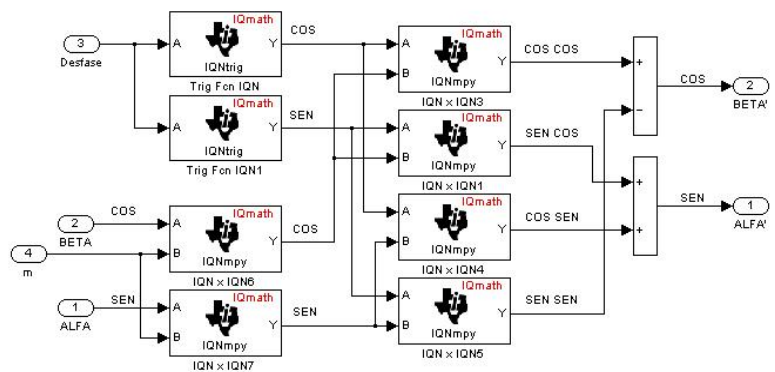 IQmath
3
A
Y
COS
Desfase
IQNtrig
Trig Fcn IQN
IQmath
A
Y
SEN
IQNtrig
Trig Fcn IQN1
IQmath
A
B
Y
COS COS
IQNmpy
IQN x IQN3
IQmath
A
B
Y
SEN COS
IQNmpy
IQN x IQN1
+
−
COS
2
BETA'
COS
2
BETA
IQmath
A
B
Y
COS
IQNmpy
IQN x IQN6
4
m
IQmath
A
B
Y
COS SEN
IQNmpy
IQN x IQN4
+
+
SEN
1
ALFA'
SEN
1
ALFA
IQmath
A
B
Y
SEN
IQNmpy
IQN x IQN7
IQmath
A
B
Y
SEN SEN
IQNmpy
IQN x IQN5